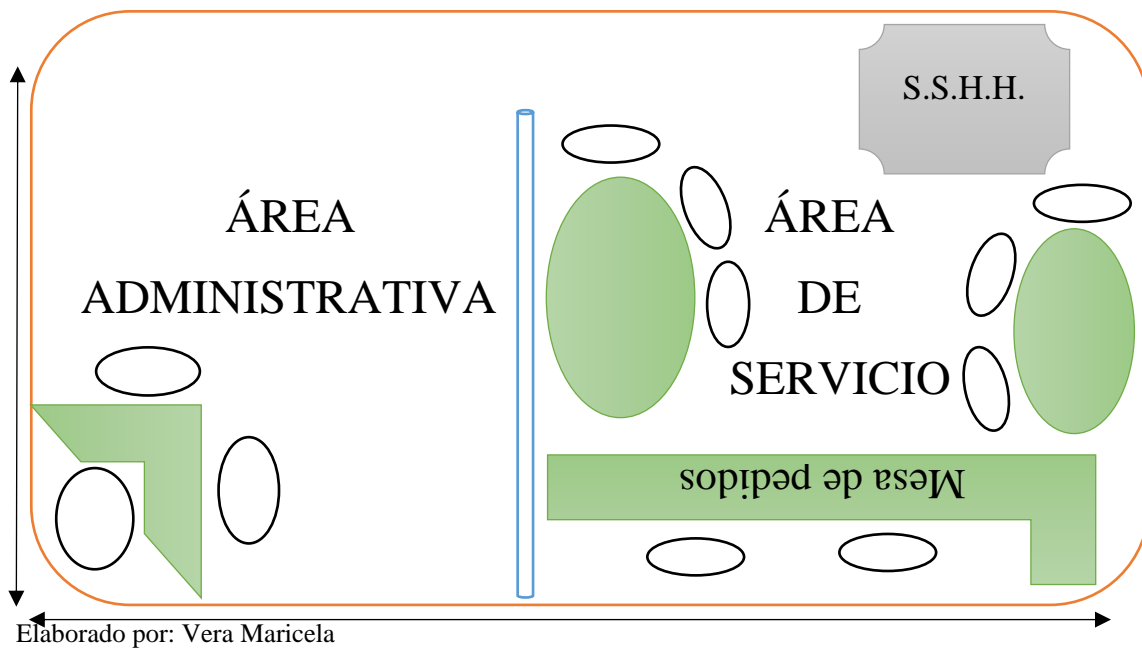 S.S.H.H.
ÁREA
ADMINISTRATIVA
ÁREA
DE
SERVICIO
Mesa de pedidos
Elaborado por: Vera Maricela